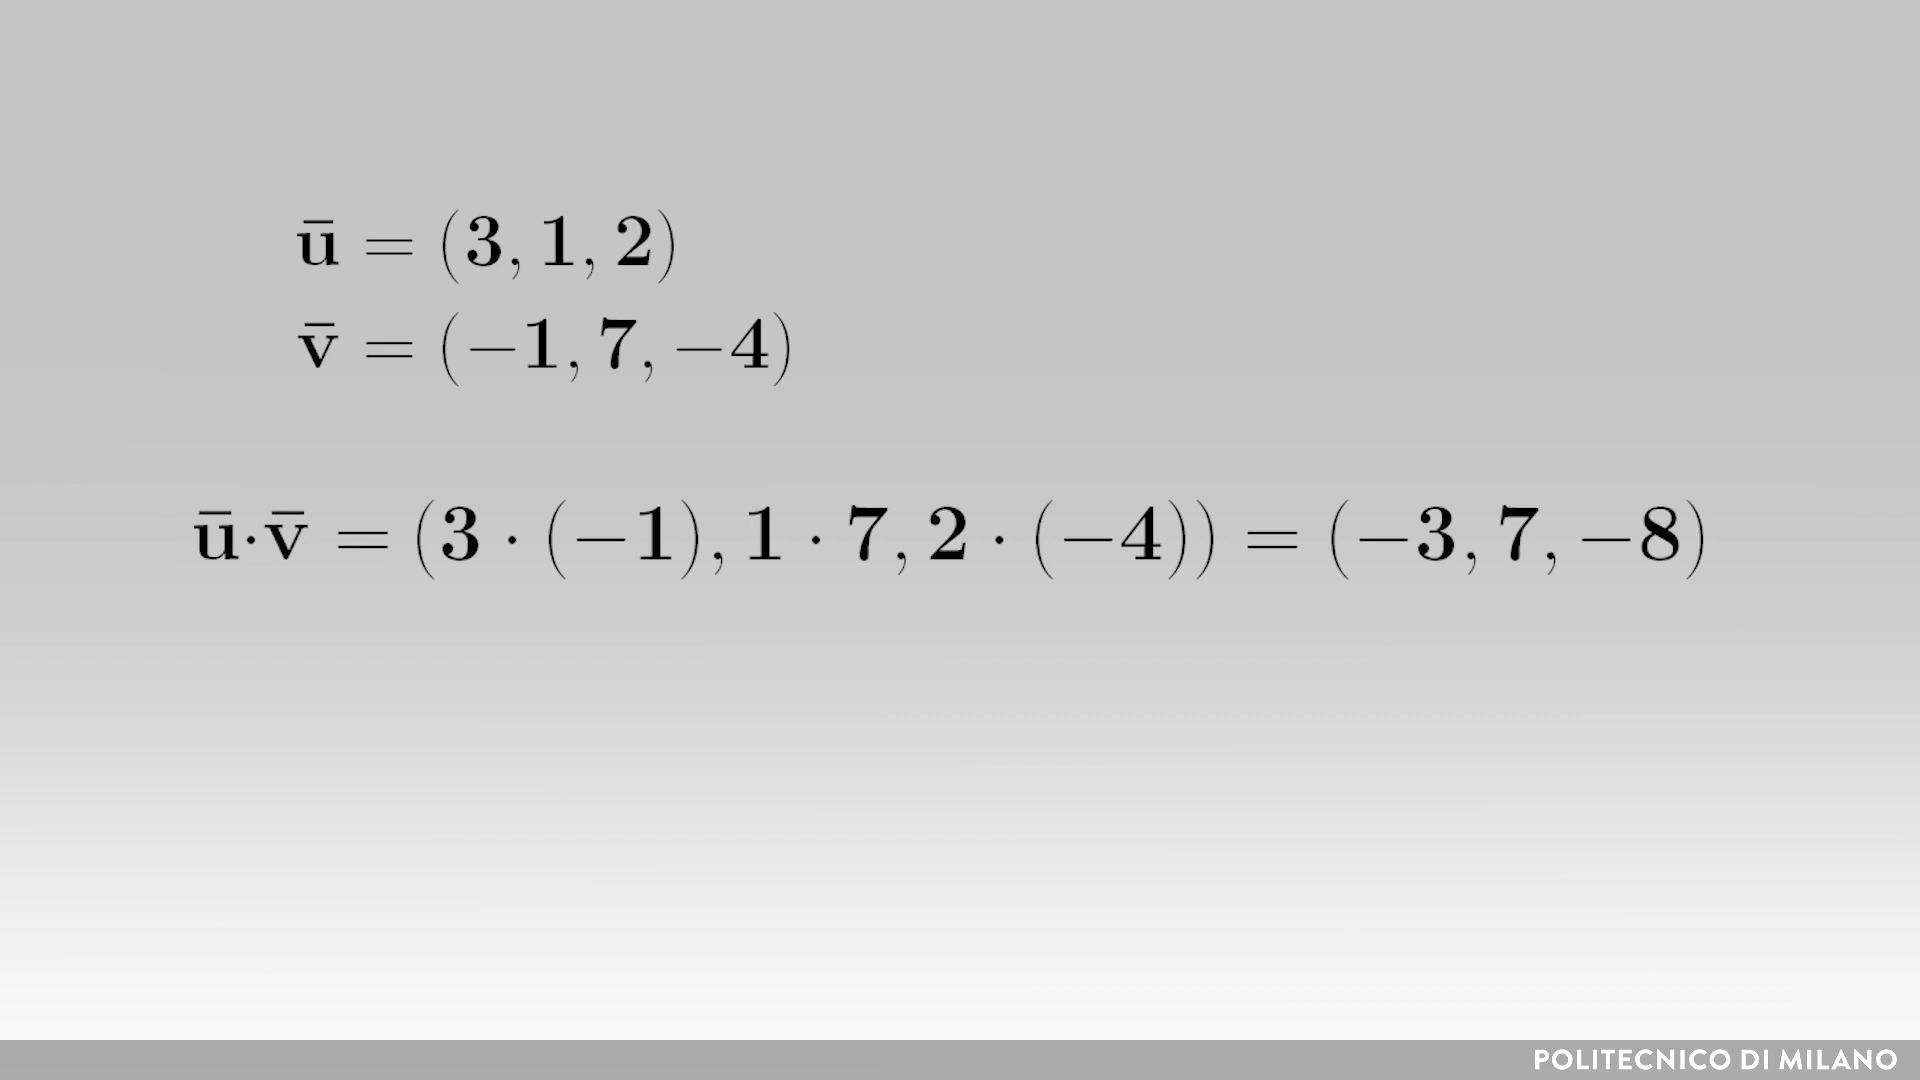 ū = (3, 1, 2)
v̄ = (−1, 7, −4)
ū·v̄ = (3 · (−1), 1 · 7, 2 · (−4)) = (−3, 7, −8)
POLITECNICO DI MILANO